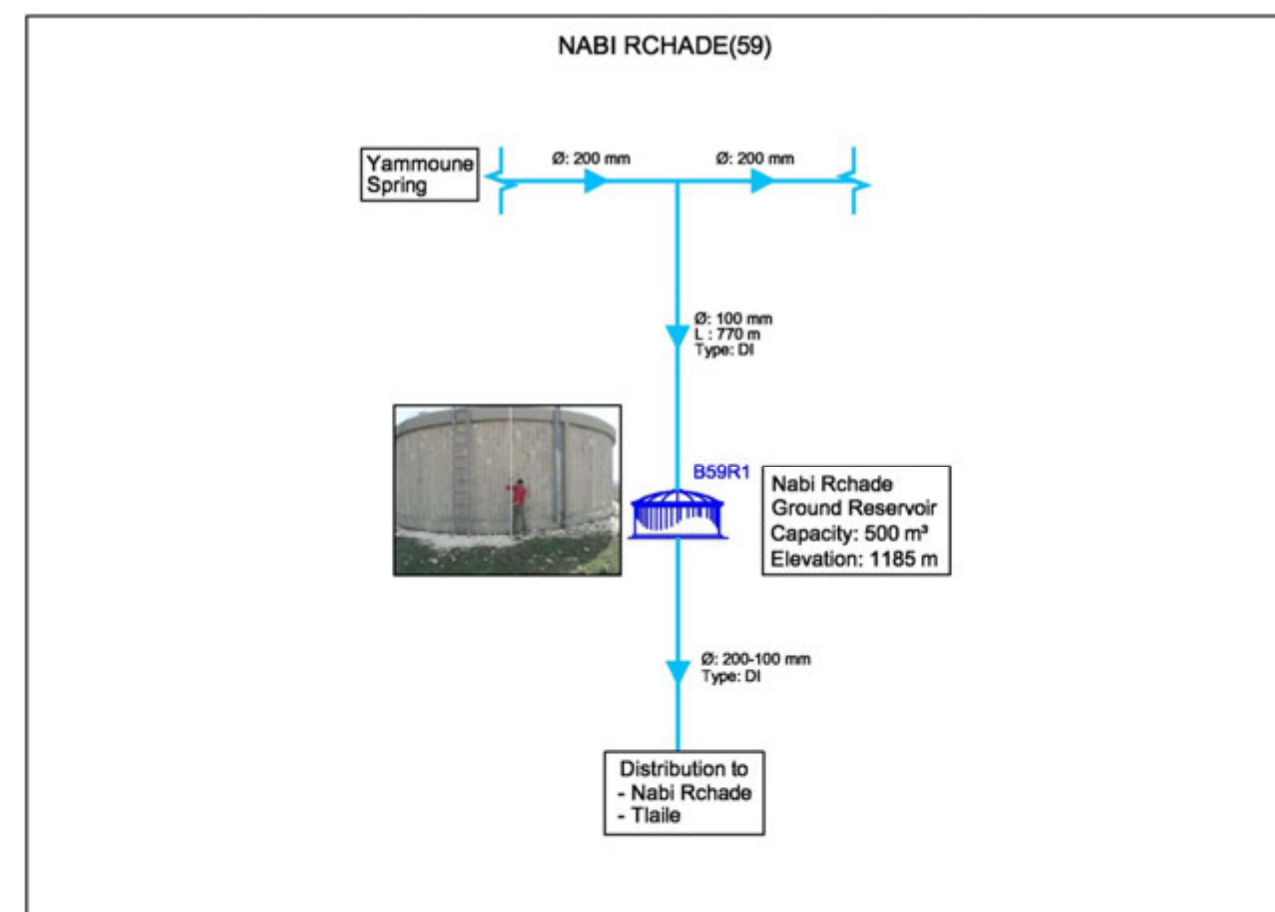 NABI RCHADE(59)
Yammoune
Spring
Ø: 200 mm
Ø: 200 mm
Ø: 100 mm
L : 770 m
Type: DI
B59R1
Nabi Rchade
Ground Reservoir
Capacity: 500 m³
Elevation: 1185 m
Ø: 200-100 mm
Type: DI
Distribution to
- Nabi Rchade
- Tlaile